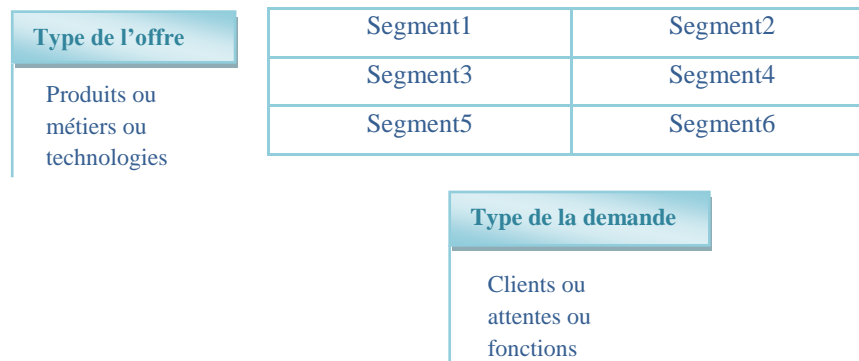 Type de l’offre
Produits ou
métiers ou
technologies
Segment1 Segment2
Segment3 Segment4
Segment5 Segment6
Type de la demande
Clients ou
attentes ou
fonctions